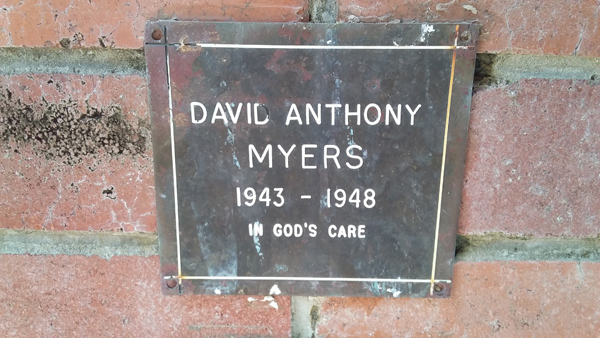 DAVID ANTHONY
MYERS
1943 - 1948
IN GOD'S CARE